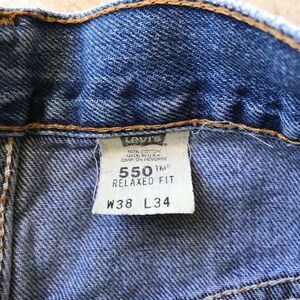 Levi's
100% COTTON
MADE IN U.S.A.
CARE ON REVERSE
550™
RELAXED FIT
W38 L34